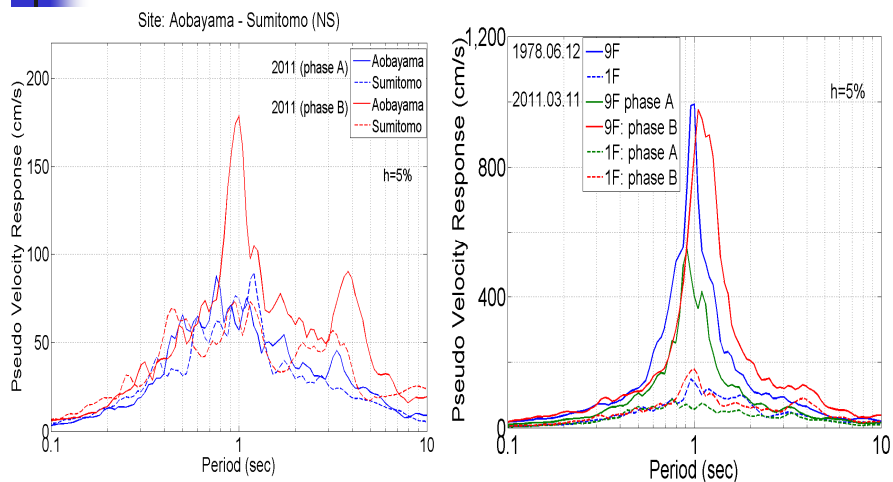 Site: Aobayama - Sumitomo (NS)
Pseudo Velocity Response (cm/s)
200
150
100
50
0
0.1
1
10
Period (sec)
2011 (phase A)
Aobayama
Sumitomo
2011 (phase B)
Aobayama
Sumitomo
h=5%
Pseudo Velocity Response (cm/s)
1,200
800
400
0
0.1
1
10
Period (sec)
1978.06.12
9F
1F
2011.03.11
9F phase A
9F: phase B
1F: phase A
1F: phase B
h=5%